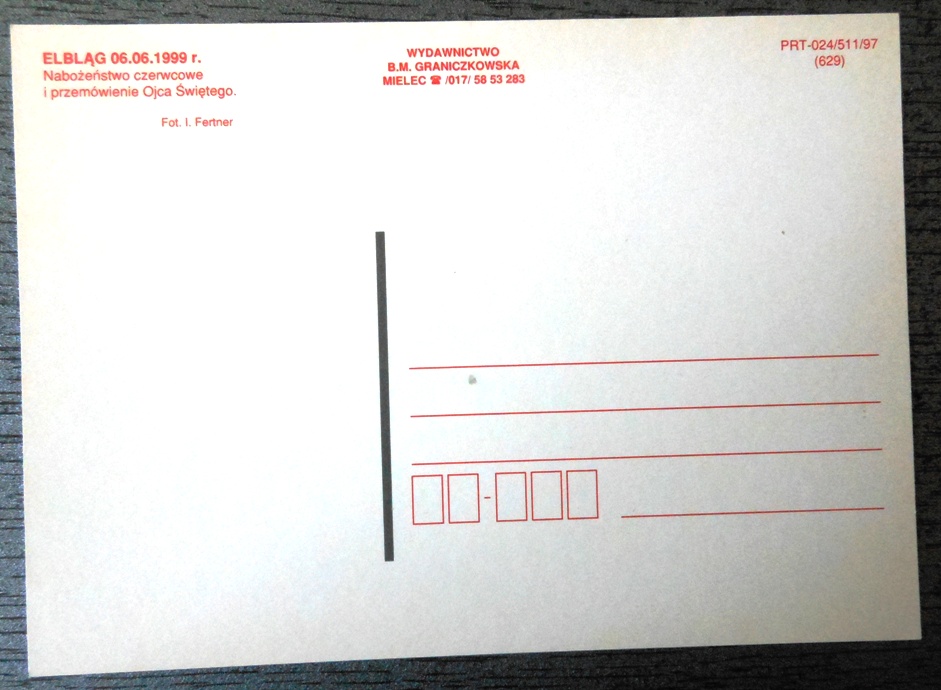 ELBLĄG 06.06.1999 r.
Nabożeństwo czerwcowe
i przemówienie Ojca Świętego.
Fot. I. Fertner
WYDAWNICTWO
B.M. GRANICZKOWSKA
MIELEC ☎ /017/ 58 53 283
PRT-024/511/97
(629)
-